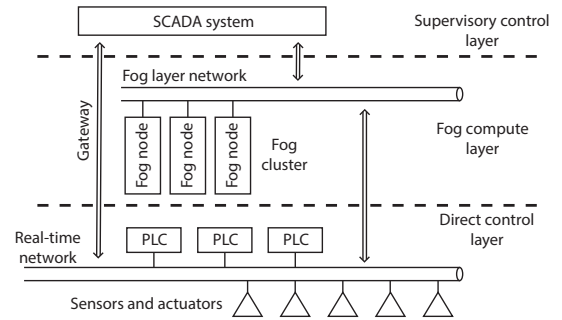 SCADA system
Supervisory control
layer
Fog layer network
Gateway
Fog node
Fog node
Fog node
Fog
cluster
Fog compute
layer
Direct control
layer
Real-time
network
PLC
PLC
PLC
Sensors and actuators